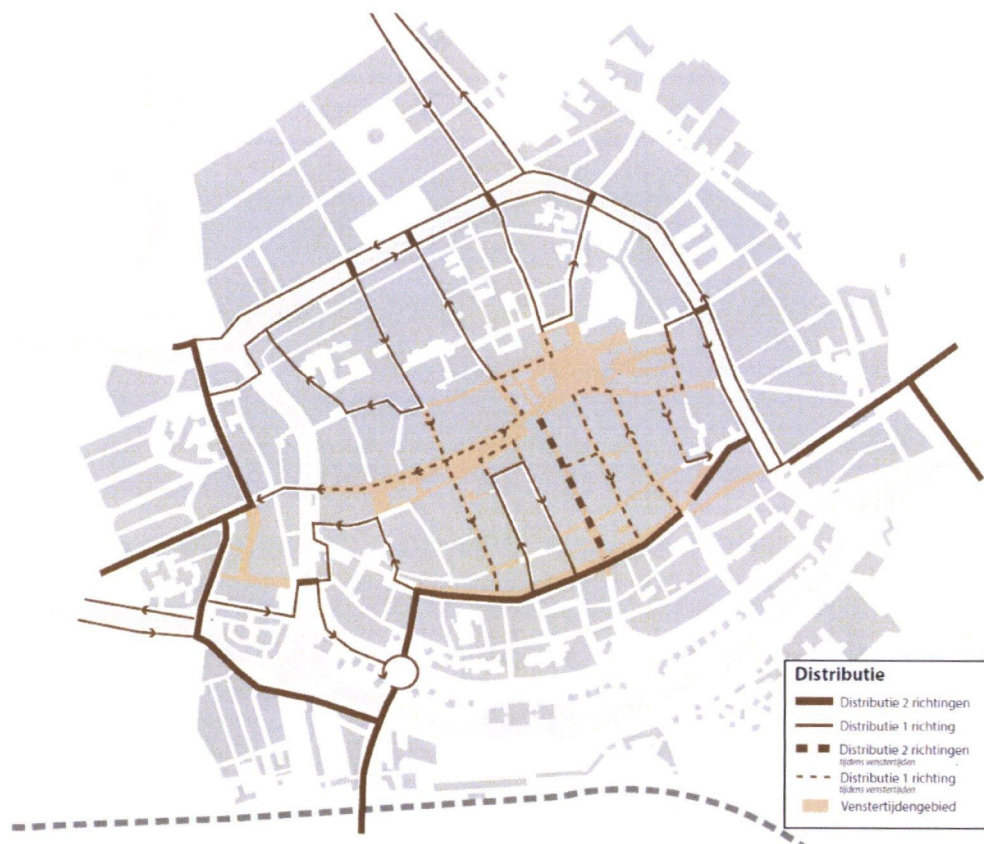 Distributie
Distributie 2 richtingen
Distributie 1 richting
Distributie 2 richtingen
tijdens venstertijden
Distributie 1 richting
tijdens venstertijden
Venstertijdengebied